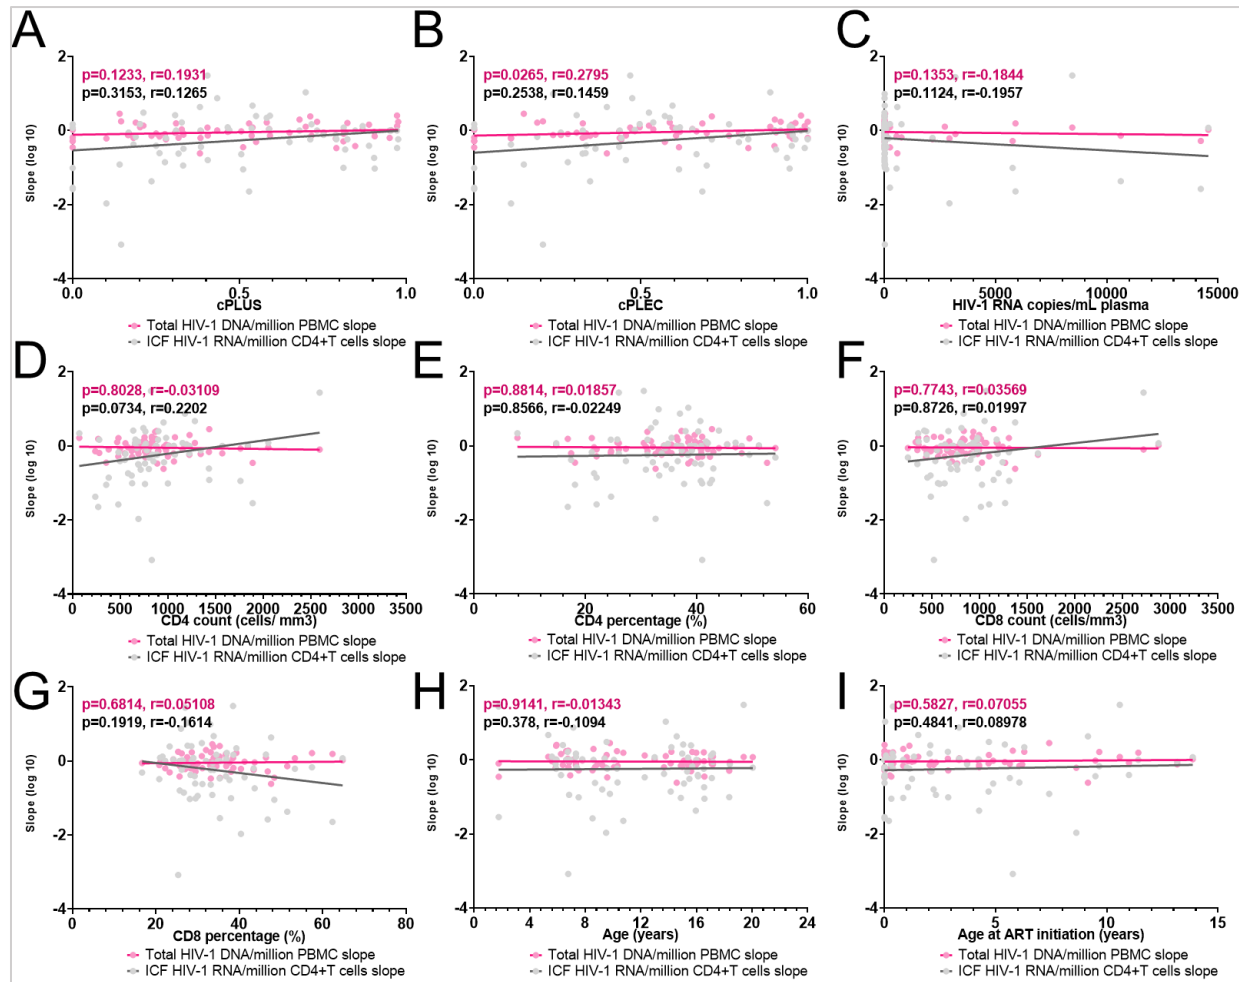 A
p=0.1233, r=0.1931
p=0.3153, r=0.1265
2
0
-2
-4
Slope (log 10)
0.0 0.5 1.0
cPLUS
Total HIV-1 DNA/million PBMC slope
ICF HIV-1 RNA/million CD4+T cells slope
B
p=0.0265, r=0.2795
p=0.2538, r=0.1459
2
0
-2
-4
Slope (log 10)
0.0 0.5 1.0
cPLEC
Total HIV-1 DNA/million PBMC slope
ICF HIV-1 RNA/million CD4+T cells slope
C
p=0.1353, r=-0.1844
p=0.1124, r=-0.1957
2
0
-2
-4
Slope (log 10)
0 5000 10000 15000
HIV-1 RNA copies/mL plasma
Total HIV-1 DNA/million PBMC slope
ICF HIV-1 RNA/million CD4+T cells slope
D
p=0.8028, r=-0.03109
p=0.0734, r=0.2202
2
0
-2
-4
Slope (log 10)
0 500 1000 1500 2000 2500 3000 3500
CD4 count (cells/ mm3)
Total HIV-1 DNA/million PBMC slope
ICF HIV-1 RNA/million CD4+T cells slope
E
p=0.8814, r=0.01857
p=0.8566, r=-0.02249
2
0
-2
-4
Slope (log 10)
0 20 40 60
CD4 percentage (%)
Total HIV-1 DNA/million PBMC slope
ICF HIV-1 RNA/million CD4+T cells slope
F
p=0.7743, r=0.03569
p=0.8726, r=0.01997
2
0
-2
-4
Slope (log 10)
0 500 1000 1500 2000 2500 3000 3500
CD8 count (cells/mm3)
Total HIV-1 DNA/million PBMC slope
ICF HIV-1 RNA/million CD4+T cells slope
G
p=0.6814, r=0.05108
p=0.1919, r=-0.1614
2
0
-2
-4
Slope (log 10)
0 20 40 60 80
CD8 percentage (%)
Total HIV-1 DNA/million PBMC slope
ICF HIV-1 RNA/million CD4+T cells slope
H
p=0.9141, r=-0.01343
p=0.378, r=-0.1094
2
0
-2
-4
Slope (log 10)
0 4 8 12 16 20 24
Age (years)
Total HIV-1 DNA/million PBMC slope
ICF HIV-1 RNA/million CD4+T cells slope
I
p=0.5827, r=0.07055
p=0.4841, r=0.08978
2
0
-2
-4
Slope (log 10)
0 5 10 15
Age at ART initiation (years)
Total HIV-1 DNA/million PBMC slope
ICF HIV-1 RNA/million CD4+T cells slope